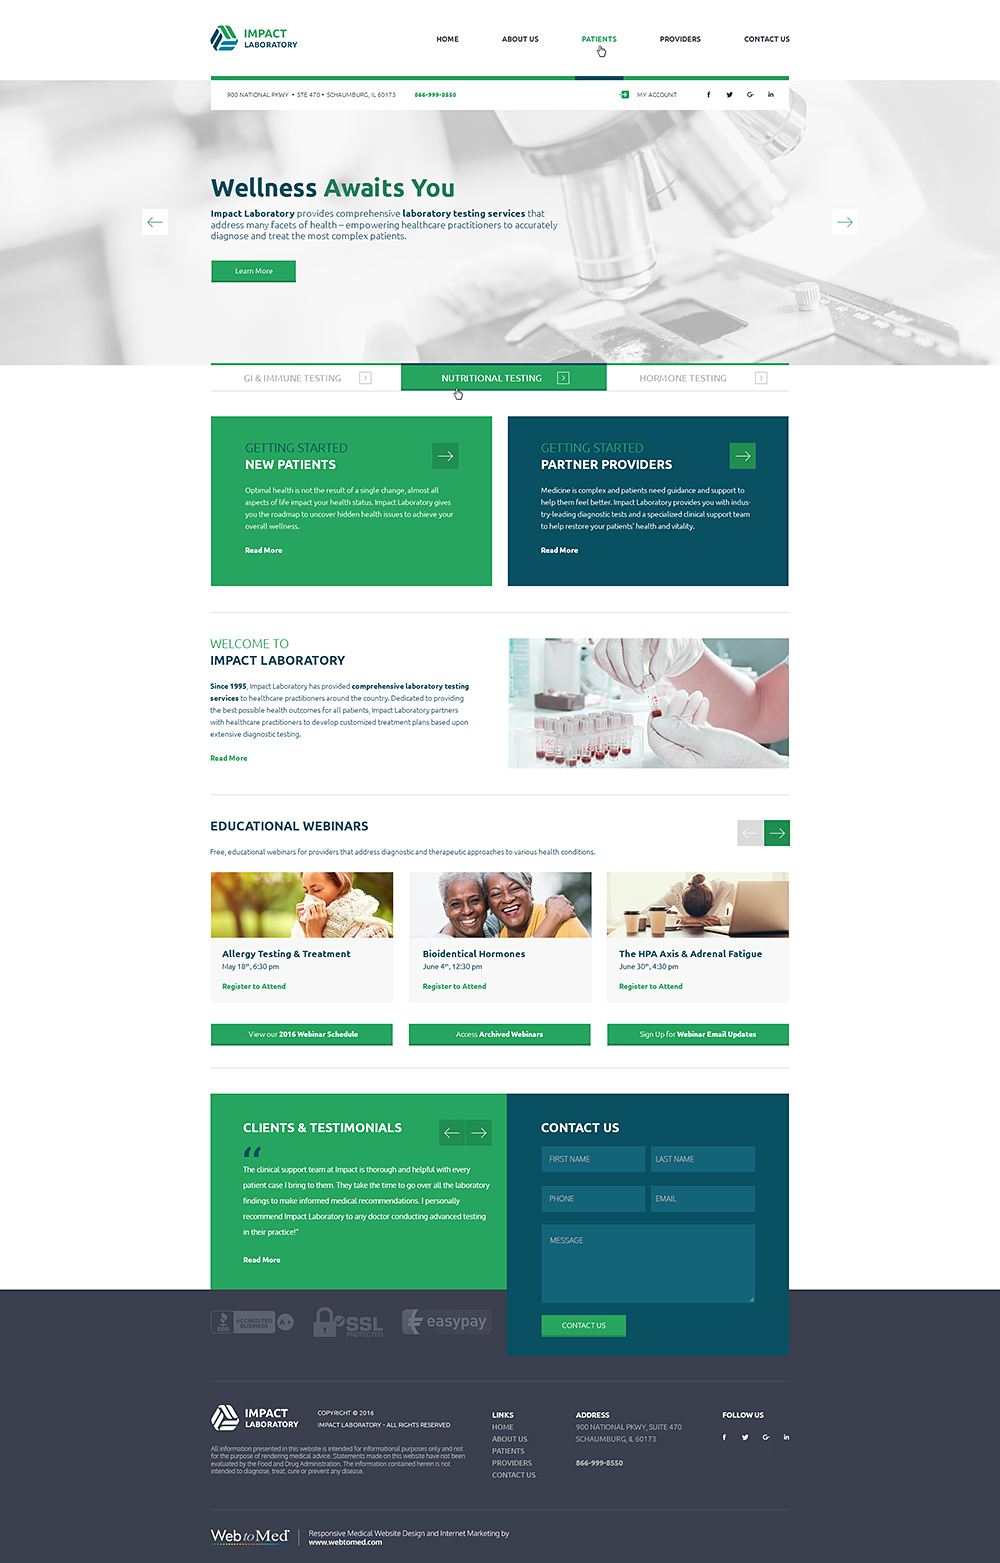 IMPACT
LABORATORY
HOME ABOUT US PATIENTS PROVIDERS CONTACT US
900 NATIONAL PKWY • STE 470 • SCHAUMBURG, IL 60173 866-999-8550 MY ACCOUNT
Wellness Awaits You
Impact Laboratory provides comprehensive laboratory testing services that
address many facets of health – empowering healthcare practitioners to accurately
diagnose and treat the most complex patients.
Learn More
GI & IMMUNE TESTING NUTRITIONAL TESTING HORMONE TESTING
GETTING STARTED
NEW PATIENTS
Optimal health is not the result of a single change, almost all
aspects of life impact your health status. Impact Laboratory gives
you the roadmap to uncover hidden health issues to achieve your
overall wellness.
Read More
GETTING STARTED
PARTNER PROVIDERS
Medicine is complex and patients need guidance and support to
help them feel better. Impact Laboratory provides you with indus-
try-leading diagnostic tests and a specialized clinical support team
to help restore your patients' health and vitality.
Read More
WELCOME TO
IMPACT LABORATORY
Since 1995, Impact Laboratory has provided comprehensive laboratory testing
services to healthcare practitioners around the country. Dedicated to providing
the best possible health outcomes for all patients, Impact Laboratory partners
with healthcare practitioners to develop customized treatment plans based upon
extensive diagnostic testing.
Read More
EDUCATIONAL WEBINARS
Free, educational webinars for providers that address diagnostic and therapeutic approaches to various health conditions.
Allergy Testing & Treatment
May 18th, 6:30 pm
Register to Attend
Bioidentical Hormones
June 4th, 12:30 pm
Register to Attend
The HPA Axis & Adrenal Fatigue
June 30th, 4:30 pm
Register to Attend
View our 2016 Webinar Schedule
Access Archived Webinars
Sign Up for Webinar Email Updates
CLIENTS & TESTIMONIALS
“
The clinical support team at Impact is thorough and helpful with every
patient case I bring to them. They take the time to go over all the laboratory
findings to make informed medical recommendations. I personally
recommend Impact Laboratory to any doctor conducting advanced testing
in their practice!"
Read More
CONTACT US
FIRST NAME LAST NAME
PHONE EMAIL
MESSAGE
CONTACT US
BBB ACCREDITED
BUSINESS A+
SSL
PROTECTED
easypay
IMPACT
LABORATORY
COPYRIGHT © 2016
IMPACT LABORATORY - ALL RIGHTS RESERVED
All information presented in this website is intended for informational purposes only and not
for the purpose of rendering medical advice. Statements made on this website have not been
evaluated by the Food and Drug Administration. The information contained herein is not
intended to diagnose, treat, cure or prevent any disease.
LINKS
HOME
ABOUT US
PATIENTS
PROVIDERS
CONTACT US
ADDRESS
900 NATIONAL PKWY, SUITE 470
SCHAUMBURG, IL 60173
866-999-8550
FOLLOW US
Web to Med
Responsive Medical Website Design and Internet Marketing by
www.webtomed.com